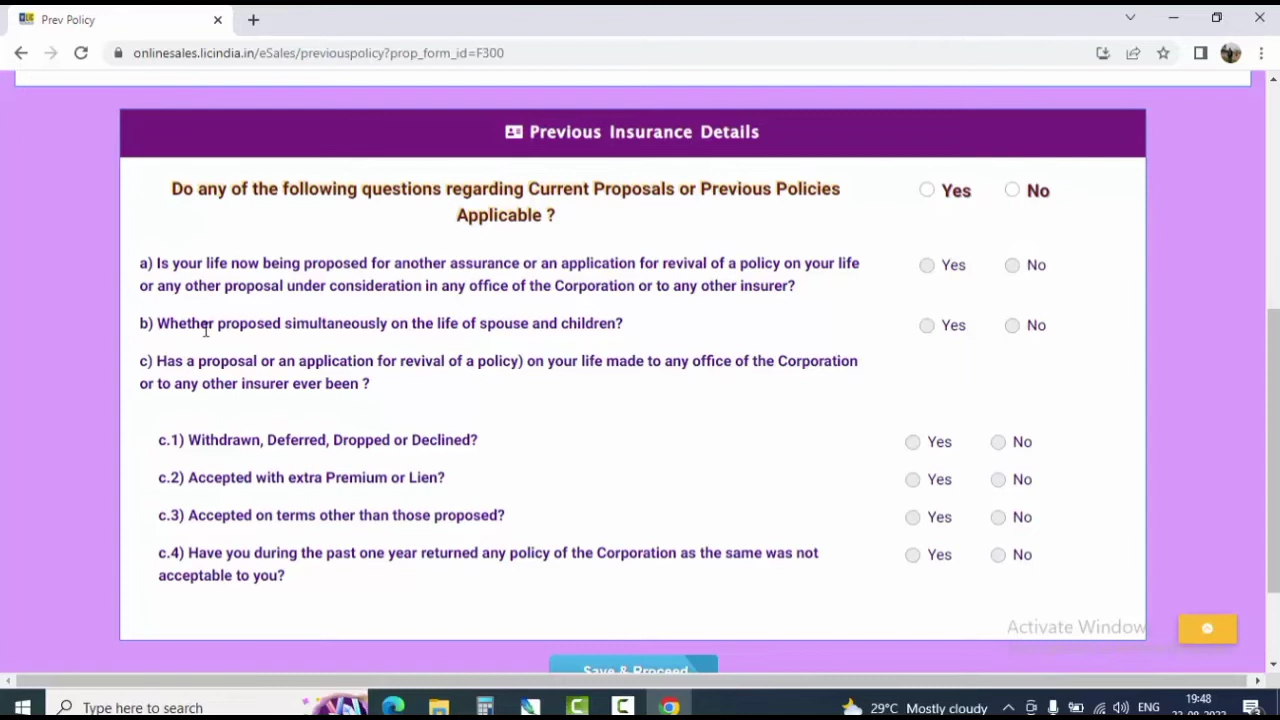 Prev Policy
onlinesales.licindia.in/eSales/previouspolicy?prop_form_id=F300
Previous Insurance Details
Do any of the following questions regarding Current Proposals or Previous Policies
Applicable ?
Yes No
a) Is your life now being proposed for another assurance or an application for revival of a policy on your life
or any other proposal under consideration in any office of the Corporation or to any other insurer?
Yes No
b) Whether proposed simultaneously on the life of spouse and children?
Yes No
c) Has a proposal or an application for revival of a policy) on your life made to any office of the Corporation
or to any other insurer ever been ?
c.1) Withdrawn, Deferred, Dropped or Declined?
Yes No
c.2) Accepted with extra Premium or Lien?
Yes No
c.3) Accepted on terms other than those proposed?
Yes No
c.4) Have you during the past one year returned any policy of the Corporation as the same was not
acceptable to you?
Yes No
Activate Window
Save & Proceed
Type here to search
29°C Mostly cloudy
ENG
19:48